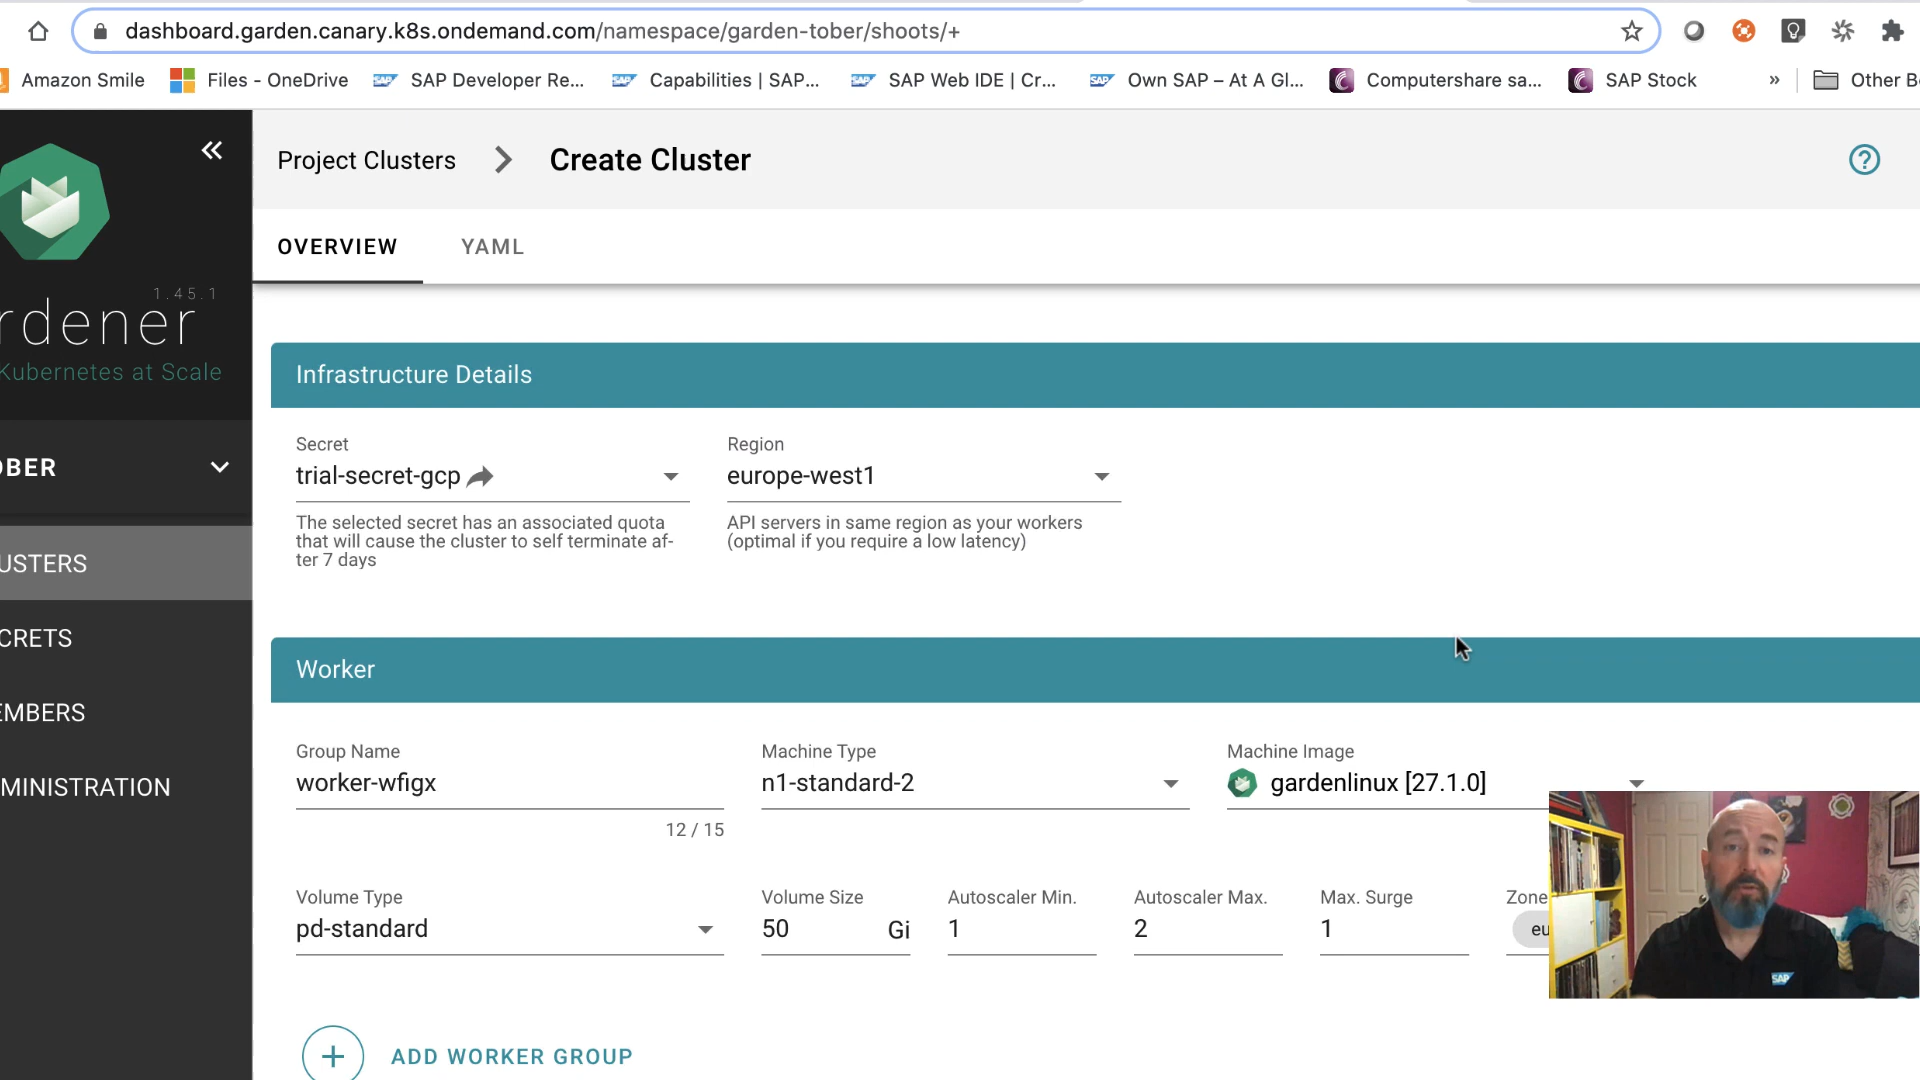 dashboard.garden.canary.k8s.ondemand.com/namespace/garden-tober/shoots/+
Amazon Smile
Files - OneDrive
SAP Developer Re...
Capabilities | SAP...
SAP Web IDE | Cr...
Own SAP – At A Gl...
Computershare sa...
SAP Stock
»
Other B
Project Clusters
Create Cluster
OVERVIEW
YAML
1.45.1
rdener
Kubernetes at Scale
OBER
USTERS
CRETS
EMBERS
MINISTRATION
Infrastructure Details
Secret
trial-secret-gcp
The selected secret has an associated quota
that will cause the cluster to self terminate af-
ter 7 days
Region
europe-west1
API servers in same region as your workers
(optimal if you require a low latency)
Worker
Group Name
worker-wfigx
12 / 15
Machine Type
n1-standard-2
Machine Image
gardenlinux [27.1.0]
Volume Type
pd-standard
Volume Size
50 Gi
Autoscaler Min.
1
Autoscaler Max.
2
Max. Surge
1
Zone
eu
SAP
ADD WORKER GROUP